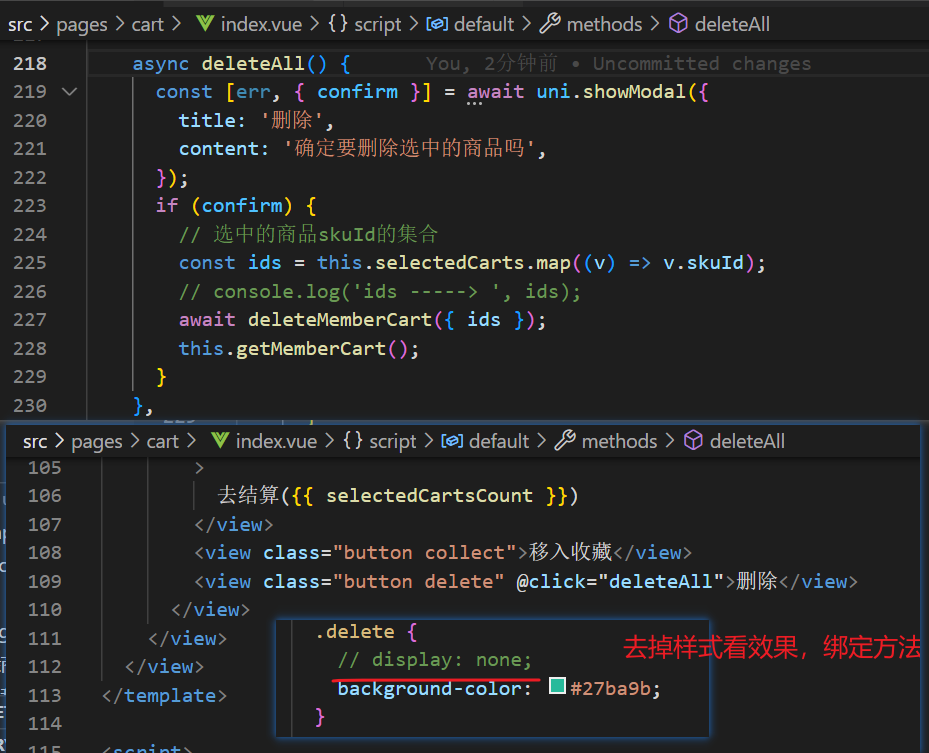 src > pages > cart > index.vue > {} script > default > methods > deleteAll
218 async deleteAll() { You, 2分钟前 • Uncommitted changes
219 const [err, { confirm }] = await uni.showModal({
220 title: '删除',
221 content: '确定要删除选中的商品吗',
222 });
223 if (confirm) {
224 // 选中的商品skuId的集合
225 const ids = this.selectedCarts.map((v) => v.skuId);
226 // console.log('ids -----> ', ids);
227 await deleteMemberCart({ ids });
228 this.getMemberCart();
229 }
230 },
src > pages > cart > index.vue > {} script > default > methods > deleteAll
105 >
106 去结算({{ selectedCartsCount }})
107 </view>
108 <view class="button collect">移入收藏</view>
109 <view class="button delete" @click="deleteAll">删除</view>
110 </view>
111 </view>
112 </view>
113 </template>
114
115 <script>
.delete {
// display: none;
background-color: #27ba9b;
}
去掉样式看效果，绑定方法